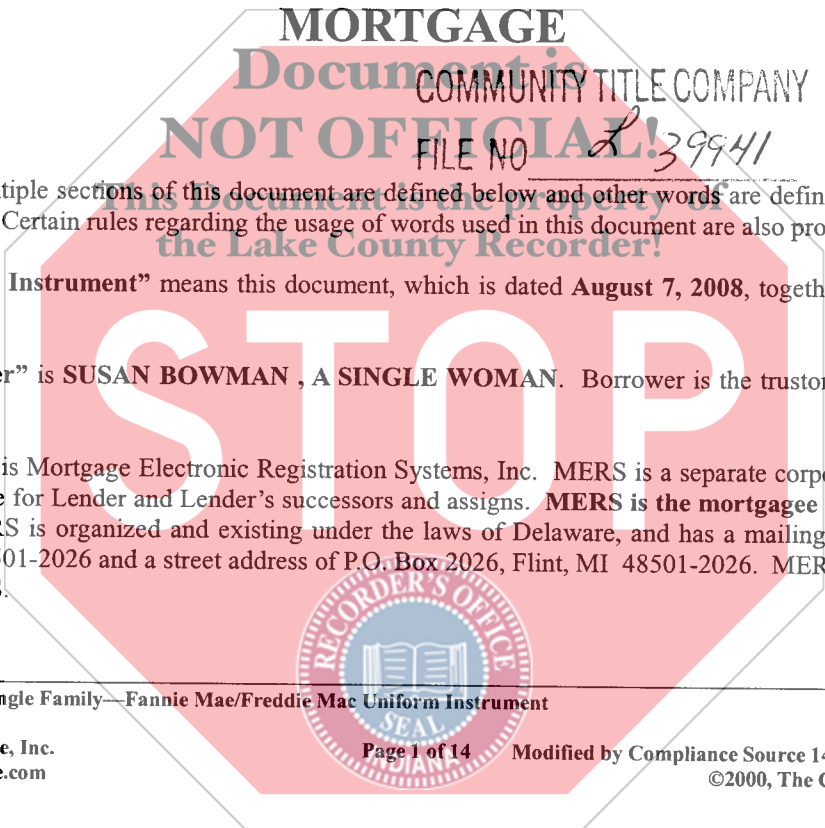 MORTGAGE
Document is
COMMUNITY TITLE COMPANY
NOT OFFICIAL!
FILE NO L 39941
This Document is the property of
tiple sections of this document are defined below and other words are defin
Certain rules regarding the usage of words used in this document are also pro
the Lake County Recorder!
Instrument” means this document, which is dated August 7, 2008, togeth
STOP
er” is SUSAN BOWMAN , A SINGLE WOMAN. Borrower is the trustor
is Mortgage Electronic Registration Systems, Inc. MERS is a separate corpo
e for Lender and Lender’s successors and assigns. MERS is the mortgagee
RS is organized and existing under the laws of Delaware, and has a mailing
501-2026 and a street address of P.O. Box 2026, Flint, MI 48501-2026. MER
S.
RECORDER'S OFFICE
SEAL
INDIANA
ngle Family—Fannie Mae/Freddie Mac Uniform Instrument
e, Inc.
Page 1 of 14
Modified by Compliance Source 14
e.com
©2000, The C